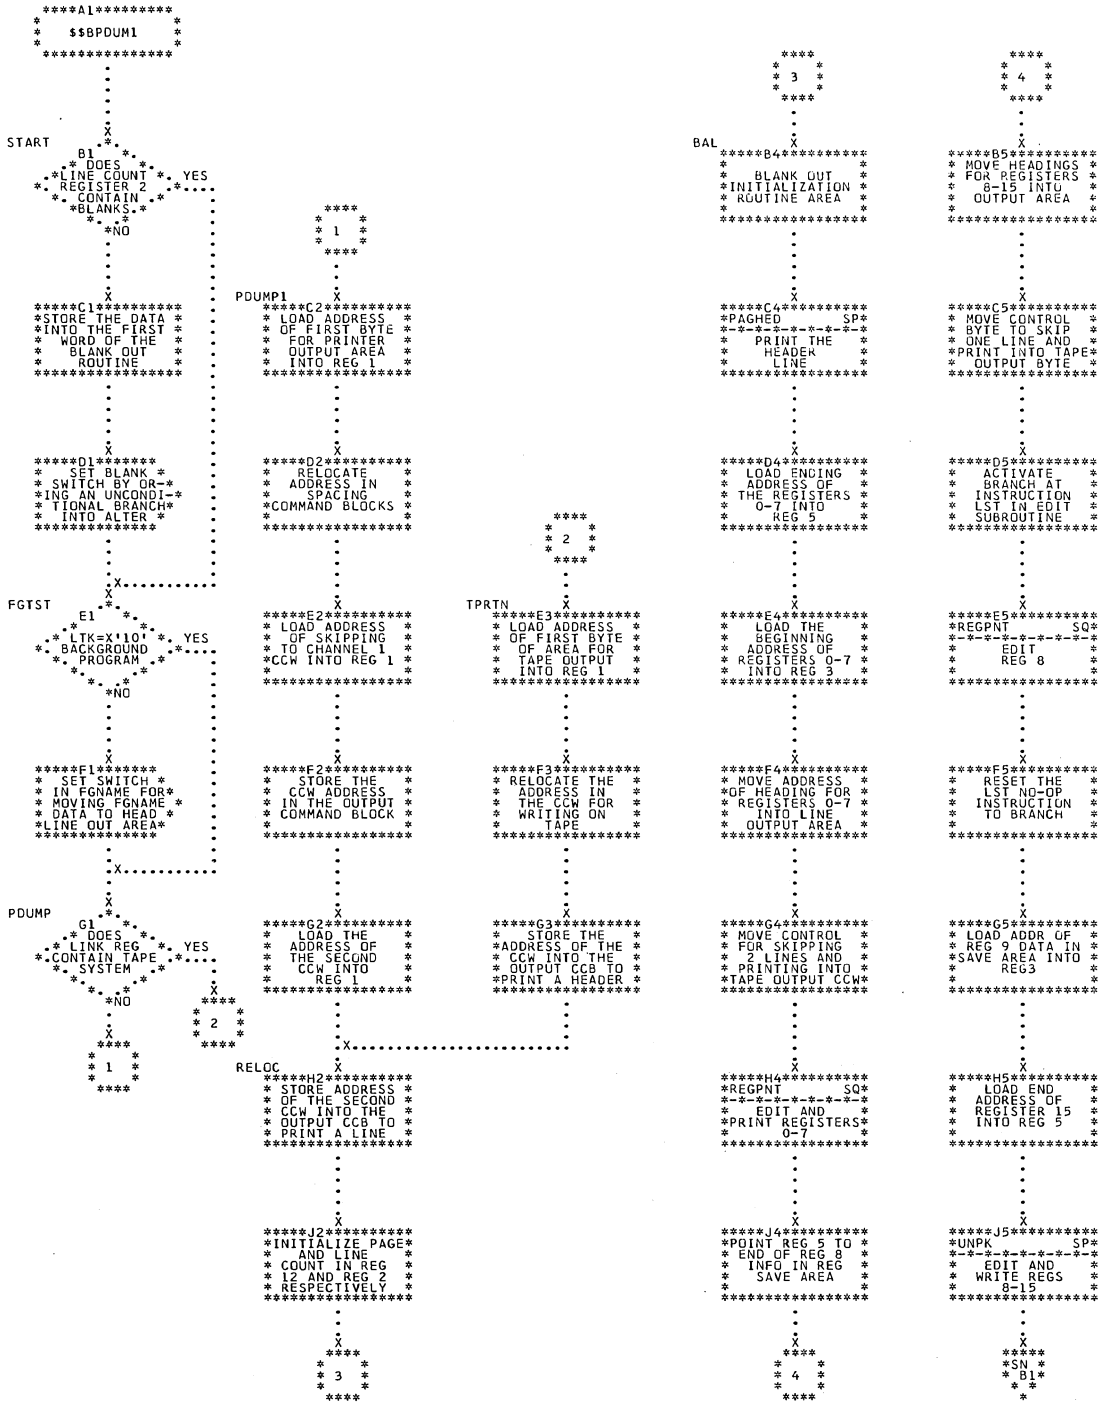 ****A1*********
$$BPDUM1
START
B1
DOES
LINE COUNT
REGISTER 2
CONTAIN
BLANKS
YES
NO
*****C1**********
STORE THE DATA
INTO THE FIRST
WORD OF THE
BLANK OUT
ROUTINE
*****D1*********
SET BLANK
SWITCH BY OR-
ING AN UNCONDI-
TIONAL BRANCH
INTO ALTER
FGTST
E1
LTK=X'10'
BACKGROUND
PROGRAM
YES
NO
*****F1*********
SET SWITCH
IN FGNAME FOR
MOVING FGNAME
DATA TO HEAD
LINE OUT AREA
PDUMP
G1
DOES
LINK REG
CONTAIN TAPE
SYSTEM
YES
NO
2
1
1
PDUMP1
*****C2**********
LOAD ADDRESS
OF FIRST BYTE
FOR PRINTER
OUTPUT AREA
INTO REG 1
*****D2**********
RELOCATE
ADDRESS IN
SPACING
COMMAND BLOCKS
*****E2**********
LOAD ADDRESS
OF SKIPPING
TO CHANNEL 1
CCW INTO REG 1
*****F2**********
STORE THE
CCW ADDRESS
IN THE OUTPUT
COMMAND BLOCK
*****G2**********
LOAD THE
ADDRESS OF
THE SECOND
CCW INTO
REG 1
RELOC
*****H2**********
STORE ADDRESS
OF THE SECOND
CCW INTO THE
OUTPUT CCB TO
PRINT A LINE
*****J2**********
INITIALIZE PAGE
AND LINE
COUNT IN REG
12 AND REG 2
RESPECTIVELY
3
2
TPRTN
*****E3**********
LOAD ADDRESS
OF FIRST BYTE
OF AREA FOR
TAPE OUTPUT
INTO REG 1
*****F3**********
RELOCATE THE
ADDRESS IN
THE CCW FOR
WRITING ON
TAPE
*****G3**********
STORE THE
ADDRESS OF THE
CCW INTO THE
OUTPUT CCB TO
PRINT A HEADER
3
BAL
*****B4**********
BLANK OUT
INITIALIZATION
ROUTINE AREA
*****C4**********
PAGHED SP
PRINT THE
HEADER
LINE
*****D4**********
LOAD ENDING
ADDRESS OF
THE REGISTERS
0-7 INTO
REG 5
*****E4**********
LOAD THE
BEGINNING
ADDRESS OF
REGISTERS 0-7
INTO REG 3
*****F4**********
MOVE ADDRESS
OF HEADING FOR
REGISTERS 0-7
INTO LINE
OUTPUT AREA
*****G4**********
MOVE CONTROL
FOR SKIPPING
2 LINES AND
PRINTING INTO
TAPE OUTPUT CCW
*****H4**********
REGPNT SQ
EDIT AND
PRINT REGISTERS
0-7
*****J4**********
POINT REG 5 TO
END OF REG 8
INFO IN REG
SAVE AREA
4
4
*****B5**********
MOVE HEADINGS
FOR REGISTERS
8-15 INTO
OUTPUT AREA
*****C5**********
MOVE CONTROL
BYTE TO SKIP
ONE LINE AND
PRINT INTO TAPE
OUTPUT BYTE
*****D5**********
ACTIVATE
BRANCH AT
INSTRUCTION
LST IN EDIT
SUBROUTINE
*****E5**********
REGPNT SQ
EDIT
REG 8
*****F5**********
RESET THE
LST NO-OP
INSTRUCTION
TO BRANCH
*****G5**********
LOAD ADDR OF
REG 9 DATA IN
SAVE AREA INTO
REG3
*****H5**********
LOAD END
ADDRESS OF
REGISTER 15
INTO REG 5
*****J5**********
UNPK SP
EDIT AND
WRITE REGS
8-15
SN
B1